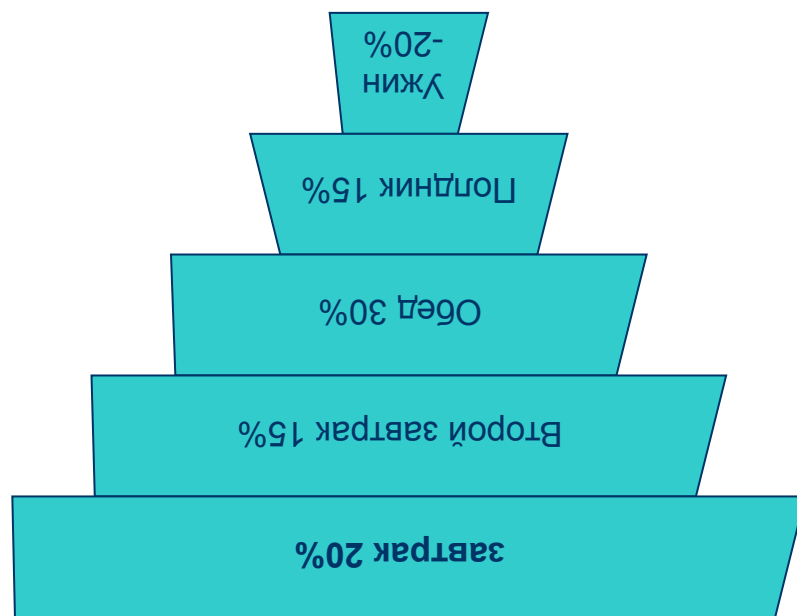 завтрак 20%
Второй завтрак 15%
Обед 30%
Полдник 15%
Ужин
-20%